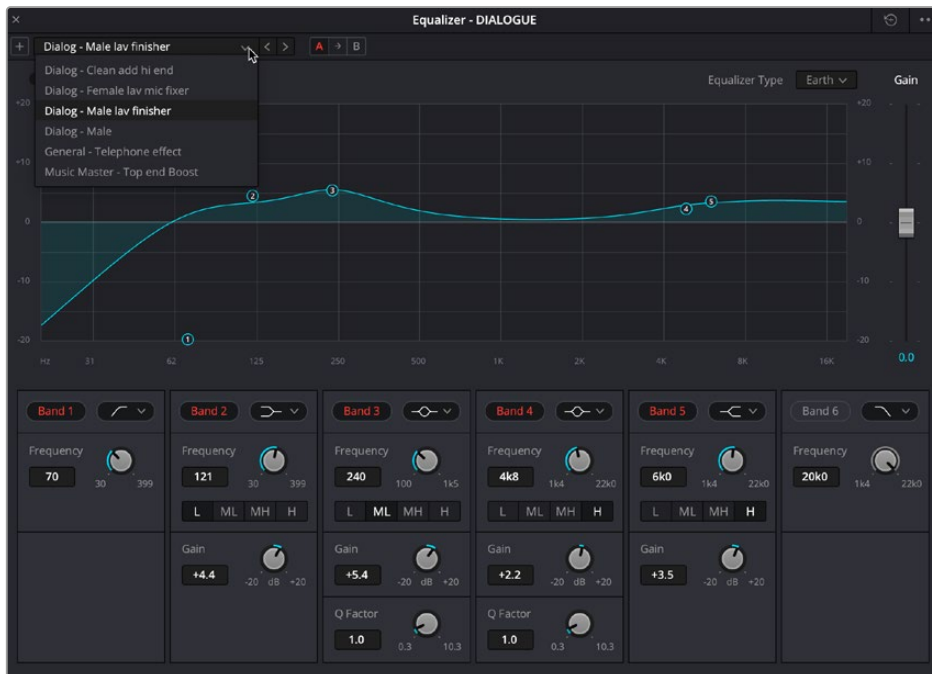 Equalizer - DIALOGUE
Dialog - Male lav finisher
A B
Dialog - Clean add hi end
Dialog - Female lav mic fixer
Dialog - Male lav finisher
Dialog - Male
General - Telephone effect
Music Master - Top end Boost
Equalizer Type Earth Gain
+20 +20
+10 +10
0 0
-10 -10
-20 -20
1 2 3 4 5
Hz 31 62 125 250 500 1K 2K 4K 8K 16K
0.0
Band 1 Band 2 Band 3 Band 4 Band 5 Band 6
Frequency Frequency Frequency Frequency Frequency Frequency
70 121 240 4k8 6k0 20k0
30 399 30 399 100 1k5 1k4 22k0 1k4 22k0 1k4 22k0
L ML MH H L ML MH H L ML MH H L ML MH H
Gain Gain Gain Gain
+4.4 +5.4 +2.2 +3.5
-20 dB +20 -20 dB +20 -20 dB +20 -20 dB +20
Q Factor Q Factor
1.0 1.0
0.3 10.3 0.3 10.3